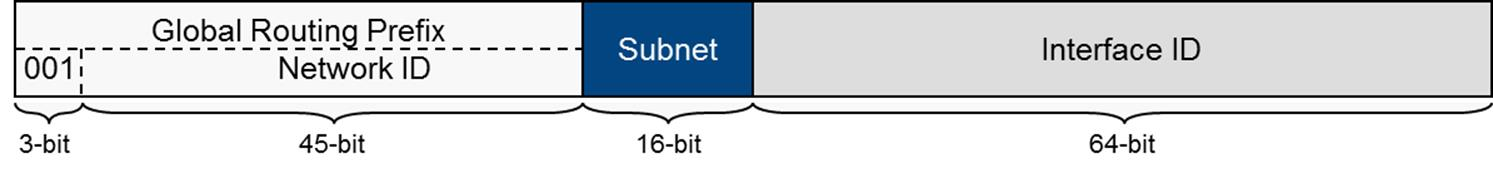 Global Routing Prefix
001 Network ID
Subnet
Interface ID
3-bit 45-bit 16-bit 64-bit